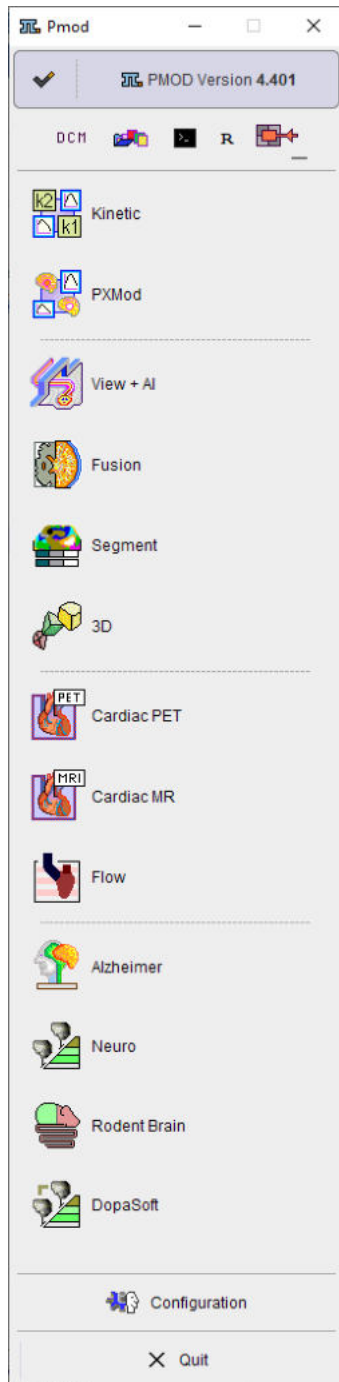 Pmod
PMOD Version 4.401
DCM
R
k2
k1
Kinetic
PXMod
View + AI
Fusion
Segment
3D
PET
Cardiac PET
MRI
Cardiac MR
Flow
Alzheimer
Neuro
Rodent Brain
DopaSoft
Configuration
Quit